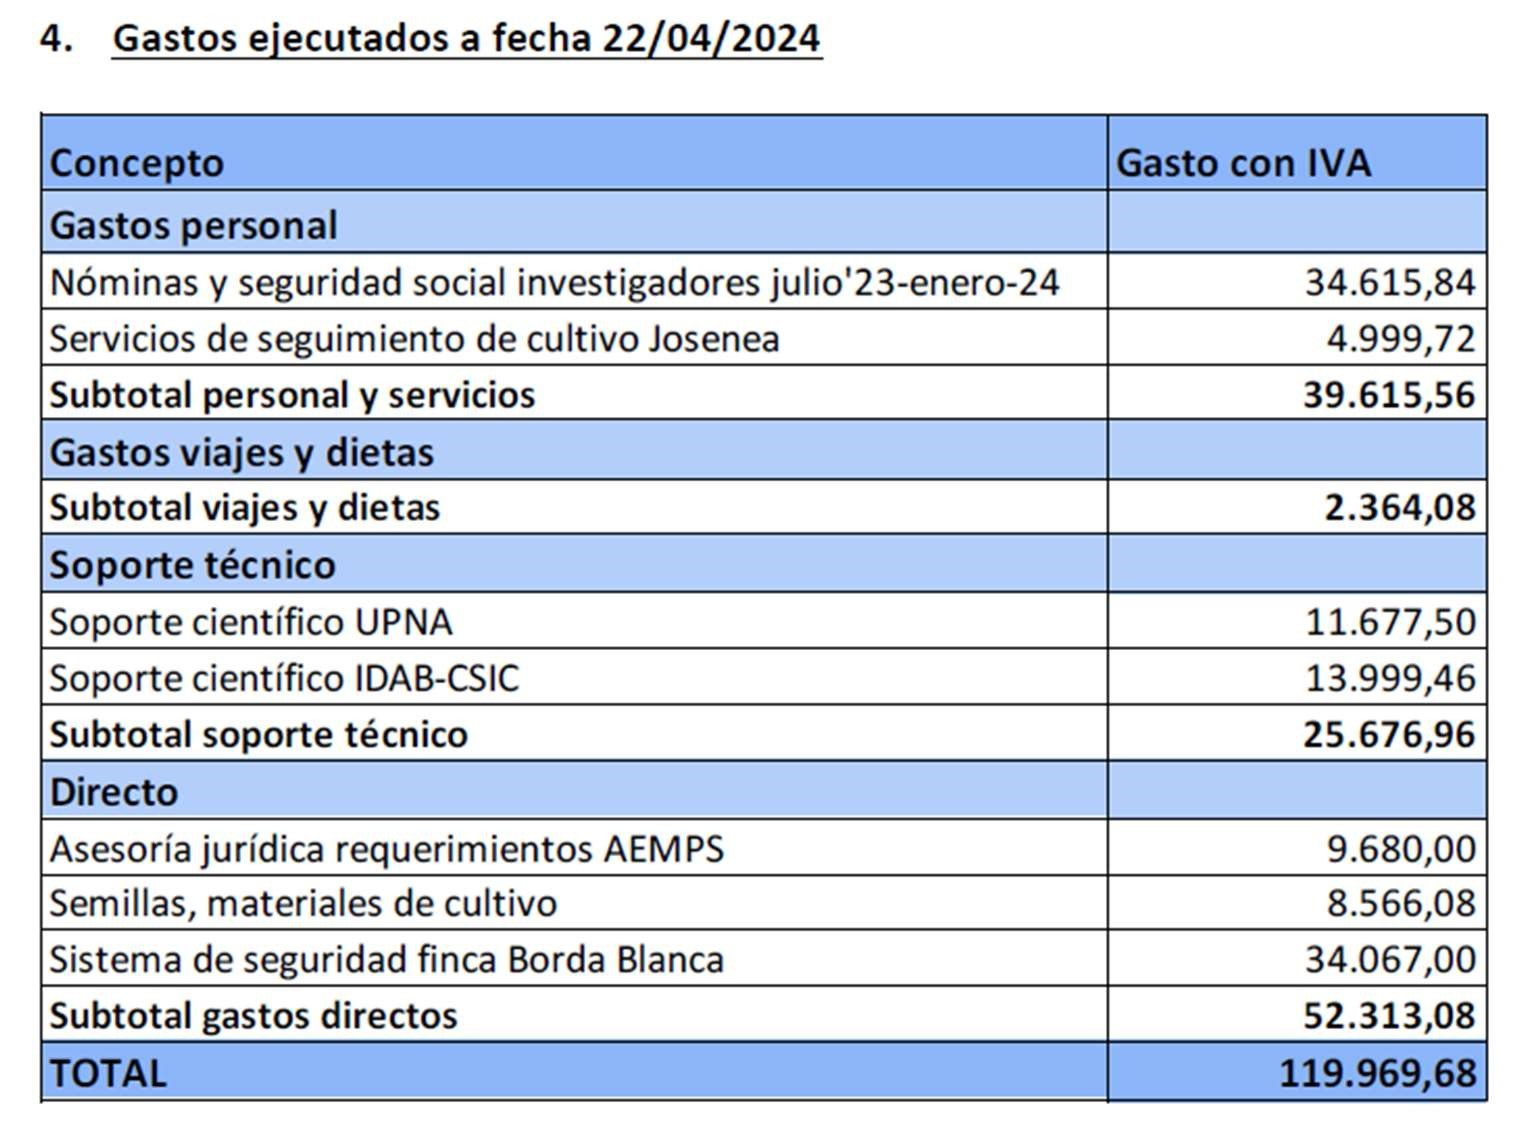 4. Gastos ejecutados a fecha 22/04/2024
Concepto Gasto con IVA
Gastos personal
Nóminas y seguridad social investigadores julio'23-enero-24 34.615,84
Servicios de seguimiento de cultivo Josenea 4.999,72
Subtotal personal y servicios 39.615,56
Gastos viajes y dietas
Subtotal viajes y dietas 2.364,08
Soporte técnico
Soporte científico UPNA 11.677,50
Soporte científico IDAB-CSIC 13.999,46
Subtotal soporte técnico 25.676,96
Directo
Asesoría jurídica requerimientos AEMPS 9.680,00
Semillas, materiales de cultivo 8.566,08
Sistema de seguridad finca Borda Blanca 34.067,00
Subtotal gastos directos 52.313,08
TOTAL 119.969,68